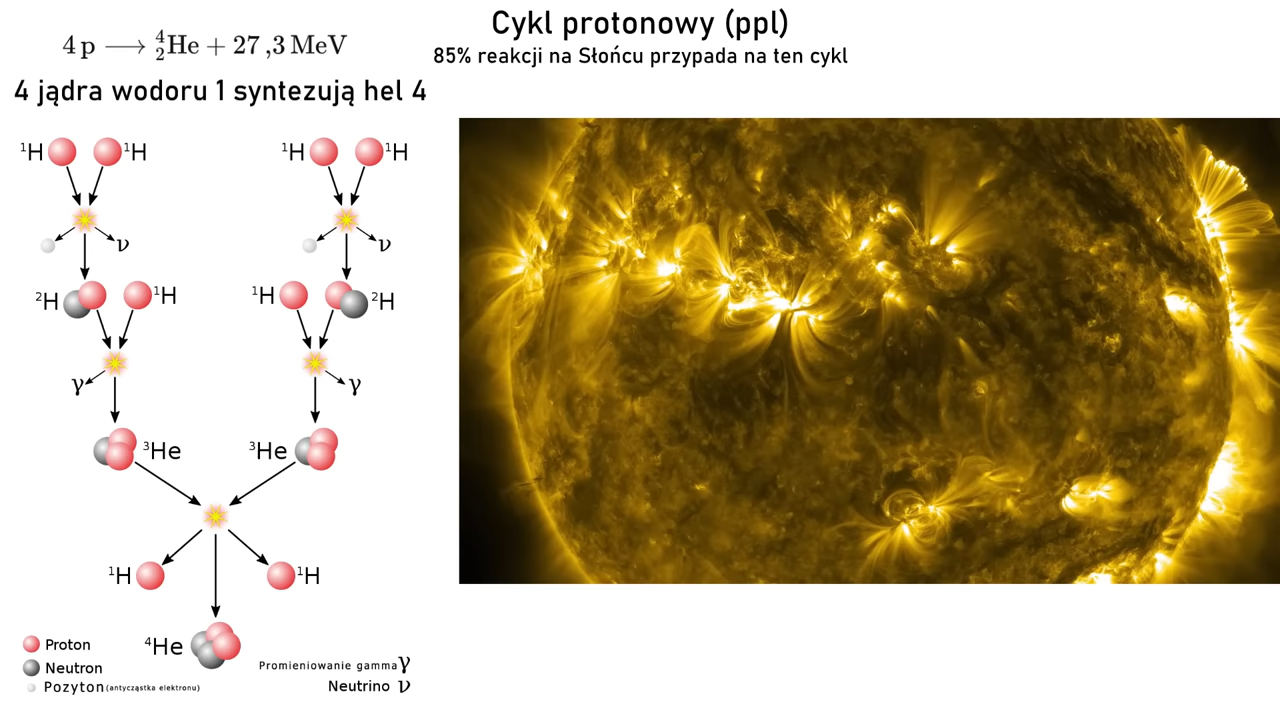 Cykl protonowy (ppl)
85% reakcji na Słońcu przypada na ten cykl
4 p ⟶ ⁴₂He + 27 ,3 MeV
4 jądra wodoru 1 syntezują hel 4
¹H ¹H ¹H ¹H
ν ν
²H ¹H ¹H ²H
γ γ
³He ³He
¹H ¹H
⁴He
Proton
Neutron
Pozyton (antycząstka elektronu)
Promieniowanie gamma γ
Neutrino ν